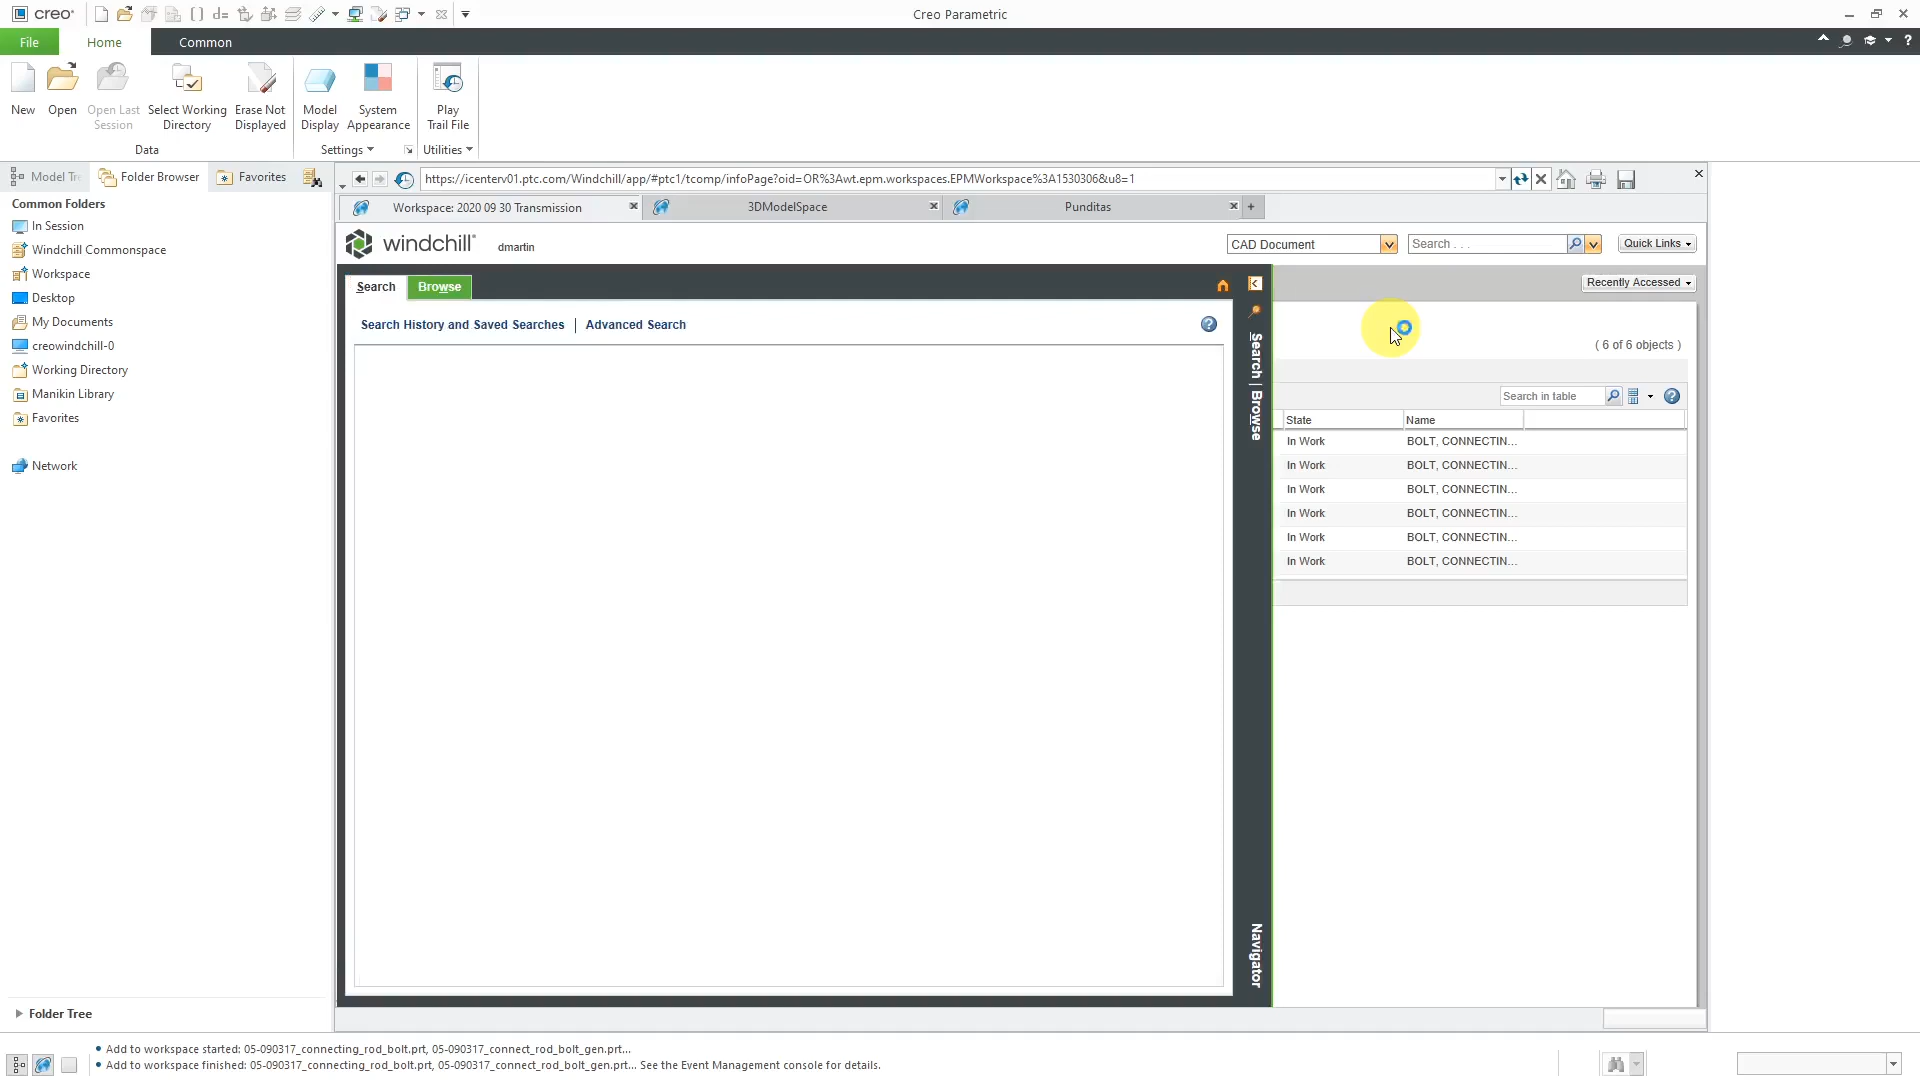 creo
Creo Parametric
File
Home
Common
?
New
Open
Open Last
Session
Select Working
Directory
Erase Not
Displayed
Model
Display
System
Appearance
Play
Trail File
Data
Settings
Utilities
Model Tr
Folder Browser
Favorites
https://icenterv01.ptc.com/Windchill/app/#ptc1/tcomp/infoPage?oid=OR%3Awt.epm.workspaces.EPMWorkspace%3A1530306&u8=1
Common Folders
In Session
Windchill Commonspace
Workspace
Desktop
My Documents
creowindchill-0
Working Directory
Manikin Library
Favorites
Network
Folder Tree
Workspace: 2020 09 30 Transmission
3DModelSpace
Punditas
+
windchill
dmartin
CAD Document
Search . . .
Quick Links
Search
Browse
Recently Accessed
Search History and Saved Searches | Advanced Search
Search | Browse
Navigator
( 6 of 6 objects )
Search in table
State
Name
In Work
BOLT, CONNECTIN...
In Work
BOLT, CONNECTIN...
In Work
BOLT, CONNECTIN...
In Work
BOLT, CONNECTIN...
In Work
BOLT, CONNECTIN...
In Work
BOLT, CONNECTIN...
• Add to workspace started: 05-090317_connecting_rod_bolt.prt, 05-090317_connect_rod_bolt_gen.prt...
• Add to workspace finished: 05-090317_connecting_rod_bolt.prt, 05-090317_connect_rod_bolt_gen.prt... See the Event Management console for details.